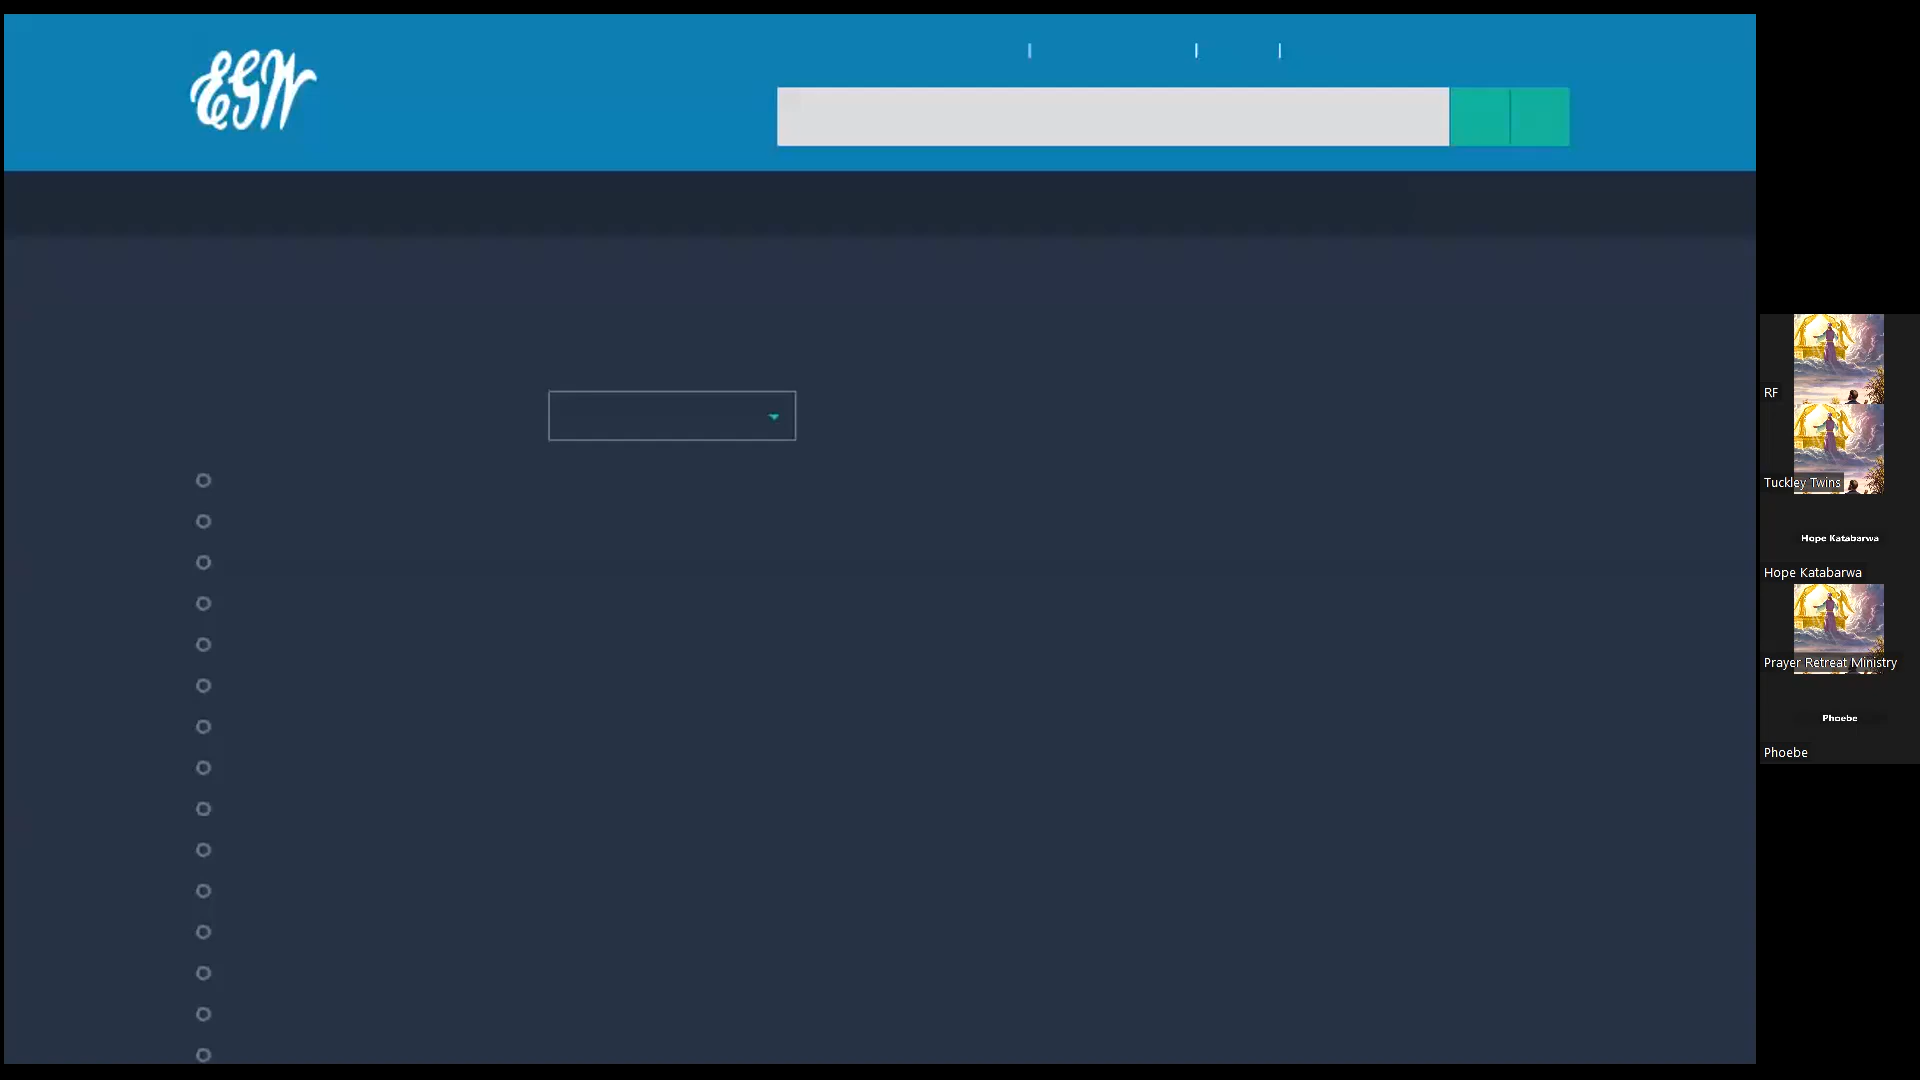 EGW
RF
Tuckley Twins
Hope Katabarwa
Hope Katabarwa
Prayer Retreat Ministry
Phoebe
Phoebe